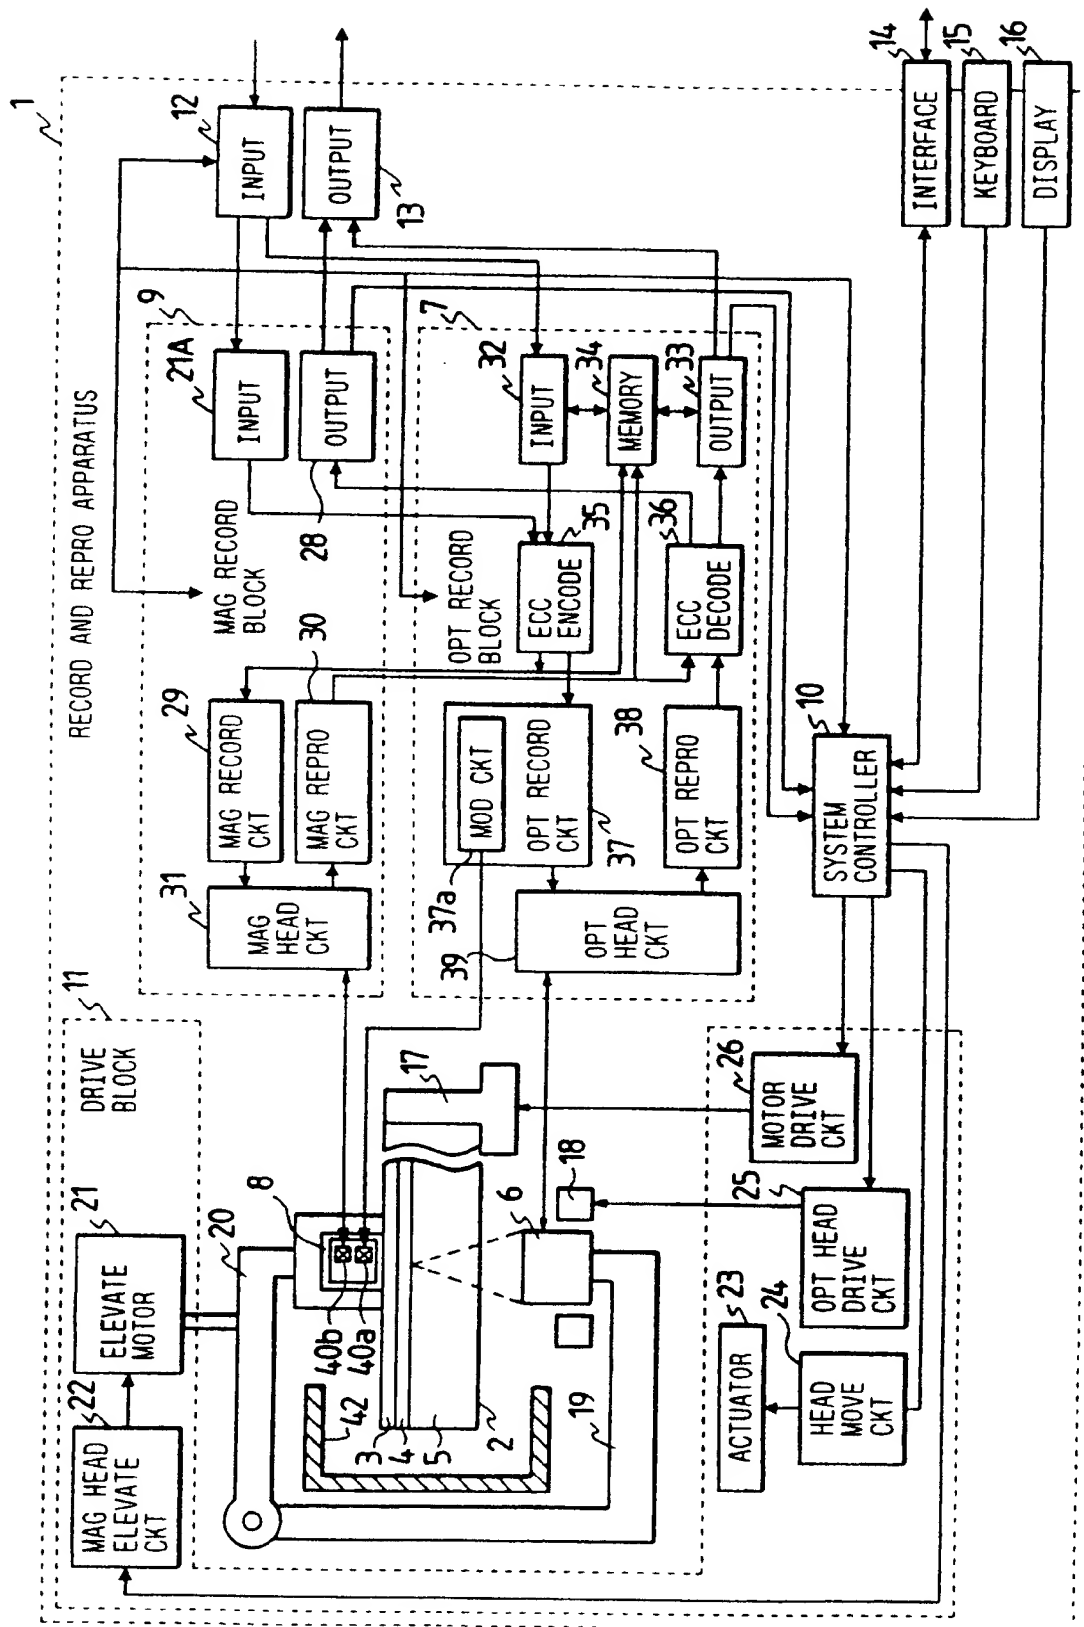 1
RECORD AND REPRO APPARATUS
11
DRIVE
BLOCK
MAG HEAD
ELEVATE
CKT
22
ELEVATE
MOTOR
21
20
8
40b
40a
42
3
4
5
2
19
6
18
17
31
MAG HEAD
CKT
29
MAG RECORD
CKT
30
MAG REPRO
CKT
MAG RECORD
BLOCK
9
21A
INPUT
28
OUTPUT
12
INPUT
OUTPUT
13
7
OPT RECORD
BLOCK
39
OPT HEAD
CKT
37a
MOD CKT
OPT RECORD
CKT
37
38
OPT REPRO
CKT
35
ECC
ENCODE
36
ECC
DECODE
32
INPUT
34
MEMORY
33
OUTPUT
23
ACTUATOR
24
HEAD
MOVE
CKT
25
OPT HEAD
DRIVE
CKT
26
MOTOR
DRIVE
CKT
10
SYSTEM
CONTROLLER
14
INTERFACE
15
KEYBOARD
16
DISPLAY